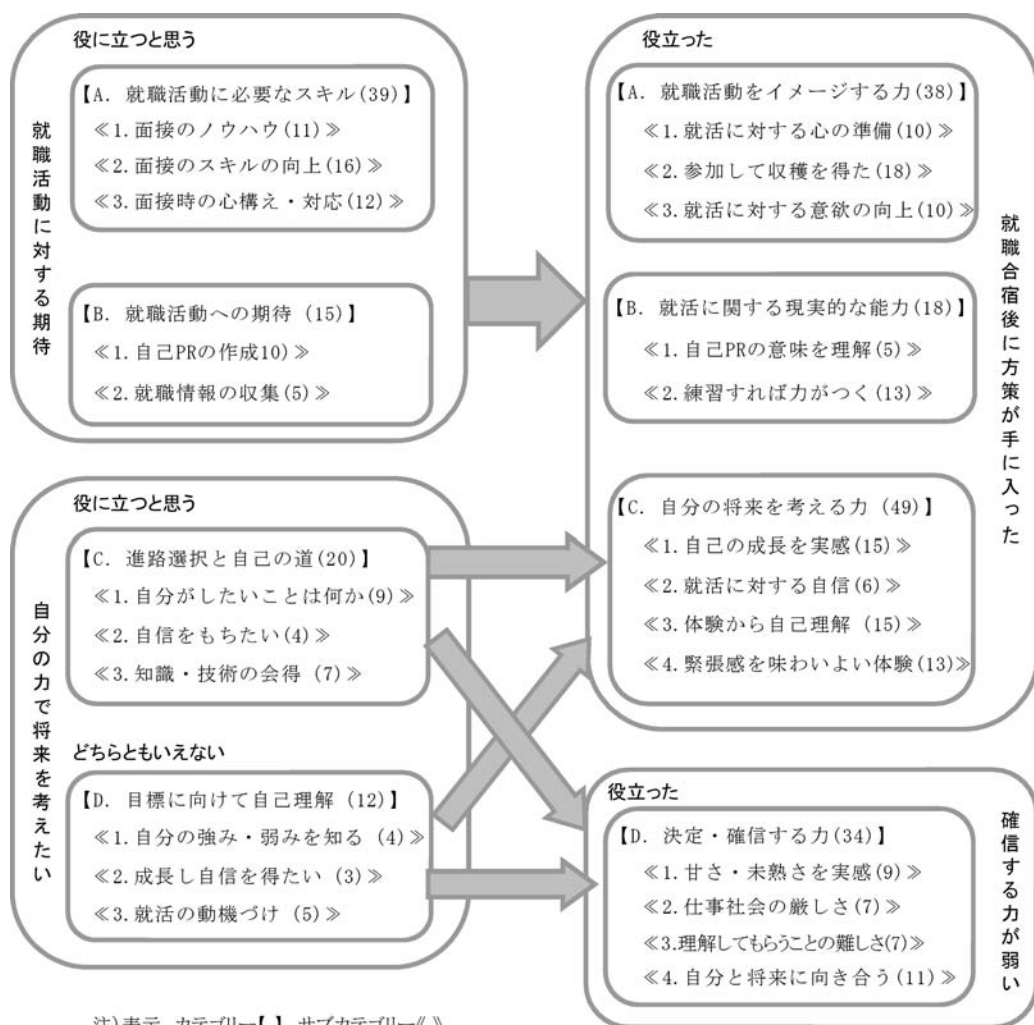 役に立つと思う
【A. 就職活動に必要なスキル(39)】
≪1.面接のノウハウ(11)≫
≪2.面接のスキルの向上(16)≫
≪3.面接時の心構え・対応(12)≫
【B. 就職活動への期待 (15)】
≪1.自己PRの作成10)≫
≪2.就職情報の収集(5)≫
就職活動に対する期待
役に立つと思う
【C. 進路選択と自己の道(20)】
≪1.自分がしたいことは何か(9)≫
≪2.自信をもちたい(4)≫
≪3.知識・技術の会得 (7)≫
どちらともいえない
【D. 目標に向けて自己理解 (12)】
≪1.自分の強み・弱みを知る (4)≫
≪2.成長し自信を得たい (3)≫
≪3.就活の動機づけ (5)≫
自分の力で将来を考えたい
役立った
【A. 就職活動をイメージする力(38)】
≪1.就活に対する心の準備(10)≫
≪2.参加して収穫を得た(18)≫
≪3.就活に対する意欲の向上(10)≫
【B. 就活に関する現実的な能力(18)】
≪1.自己PRの意味を理解(5)≫
≪2.練習すれば力がつく(13)≫
【C. 自分の将来を考える力 (49)】
≪1.自己の成長を実感(15)≫
≪2.就活に対する自信(6)≫
≪3.体験から自己理解 (15)≫
≪4.緊張感を味わいよい体験(13)≫
就職合宿後に方策が手に入った
役立った
【D. 決定・確信する力(34)】
≪1.甘さ・未熟さを実感(9)≫
≪2.仕事社会の厳しさ(7)≫
≪3.理解してもらうことの難しさ(7)≫
≪4.自分と将来に向き合う(11)≫
確信する力が弱い
注)表示 カテゴリー【 】 サブカテゴリー≪ ≫